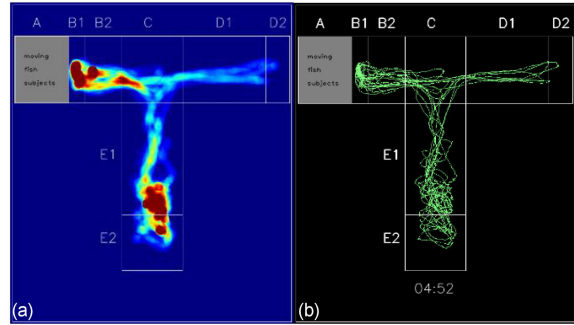 A B1 B2 C D1 D2
moving
fish
subjects
E1
E2
(a)
A B1 B2 C D1 D2
moving
fish
subjects
E1
E2
04:52
(b)